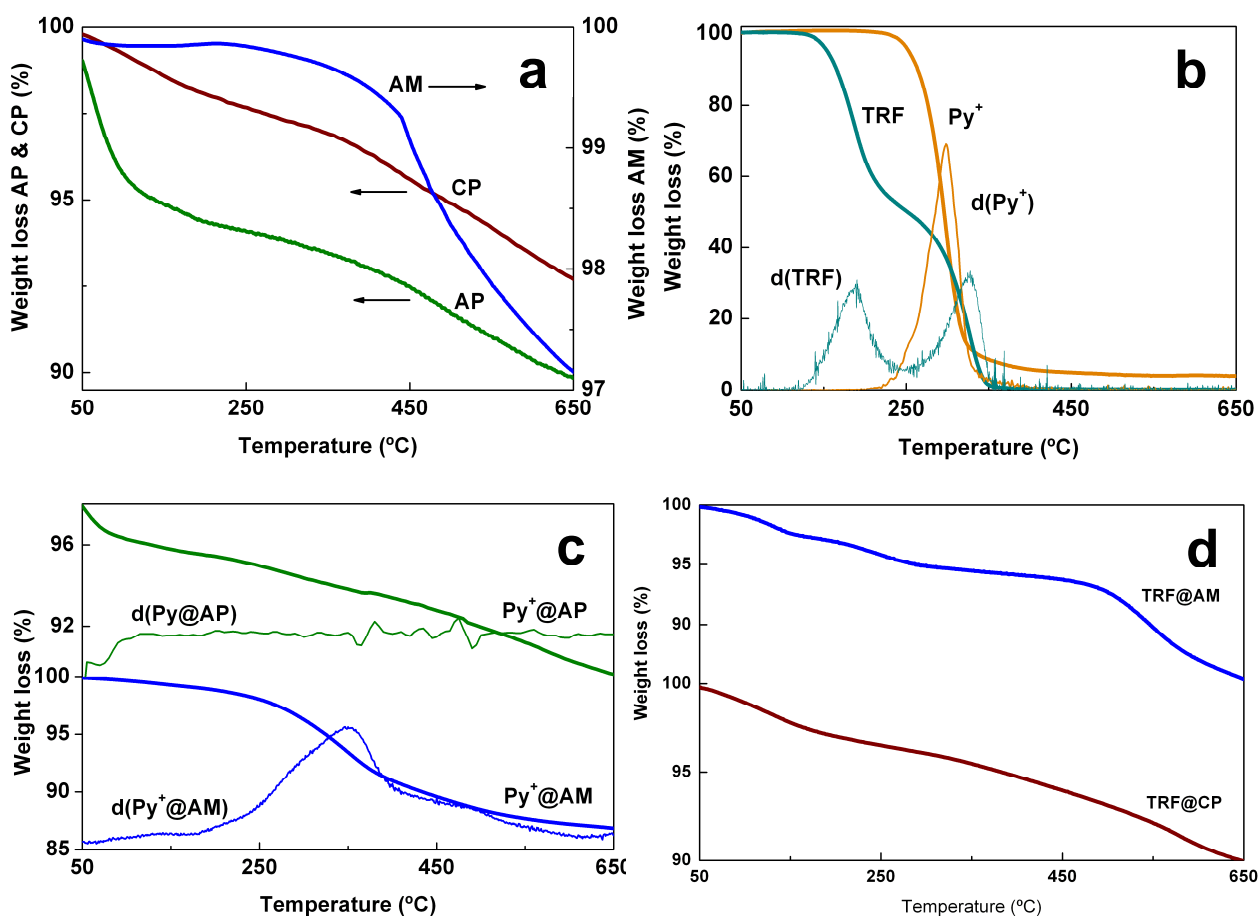 a
Weight loss AP & CP (%)
100
95
90
100
99
98
97
Weight loss AM (%)
AM
CP
AP
50
250
450
650
Temperature (ºC)
b
Weight loss (%)
100
80
60
40
20
0
TRF
Py+
d(Py+)
d(TRF)
50
250
450
650
Temperature (ºC)
c
Weight loss (%)
96
92
100
95
90
85
d(Py@AP)
Py+@AP
d(Py+@AM)
Py+@AM
50
250
450
650
Temperature (ºC)
d
Weight loss (%)
100
95
90
100
95
90
TRF@AM
TRF@CP
50
250
450
650
Temperature (ºC)